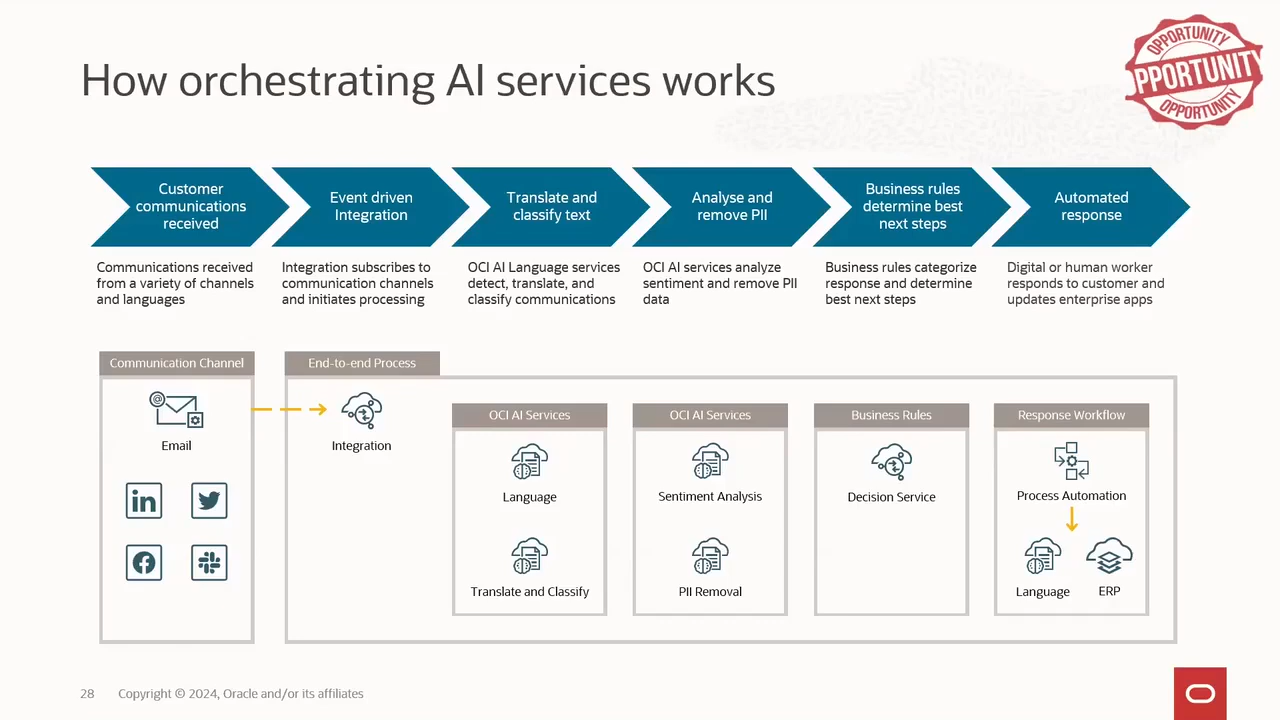 How orchestrating AI services works
OPPORTUNITY
PPORTUNIT
OPPORTUNITY
Customer
communications
received
Event driven
Integration
Translate and
classify text
Analyse and
remove PII
Business rules
determine best
next steps
Automated
response
Communications received
from a variety of channels
and languages
Integration subscribes to
communication channels
and initiates processing
OCI AI Language services
detect, translate, and
classify communications
OCI AI services analyze
sentiment and remove PII
data
Business rules categorize
response and determine
best next steps
Digital or human worker
responds to customer and
updates enterprise apps
Communication Channel
Email
in
End-to-end Process
Integration
OCI AI Services
Language
Translate and Classify
OCI AI Services
Sentiment Analysis
PII Removal
Business Rules
Decision Service
Response Workflow
Process Automation
Language
ERP
28
Copyright © 2024, Oracle and/or its affiliates